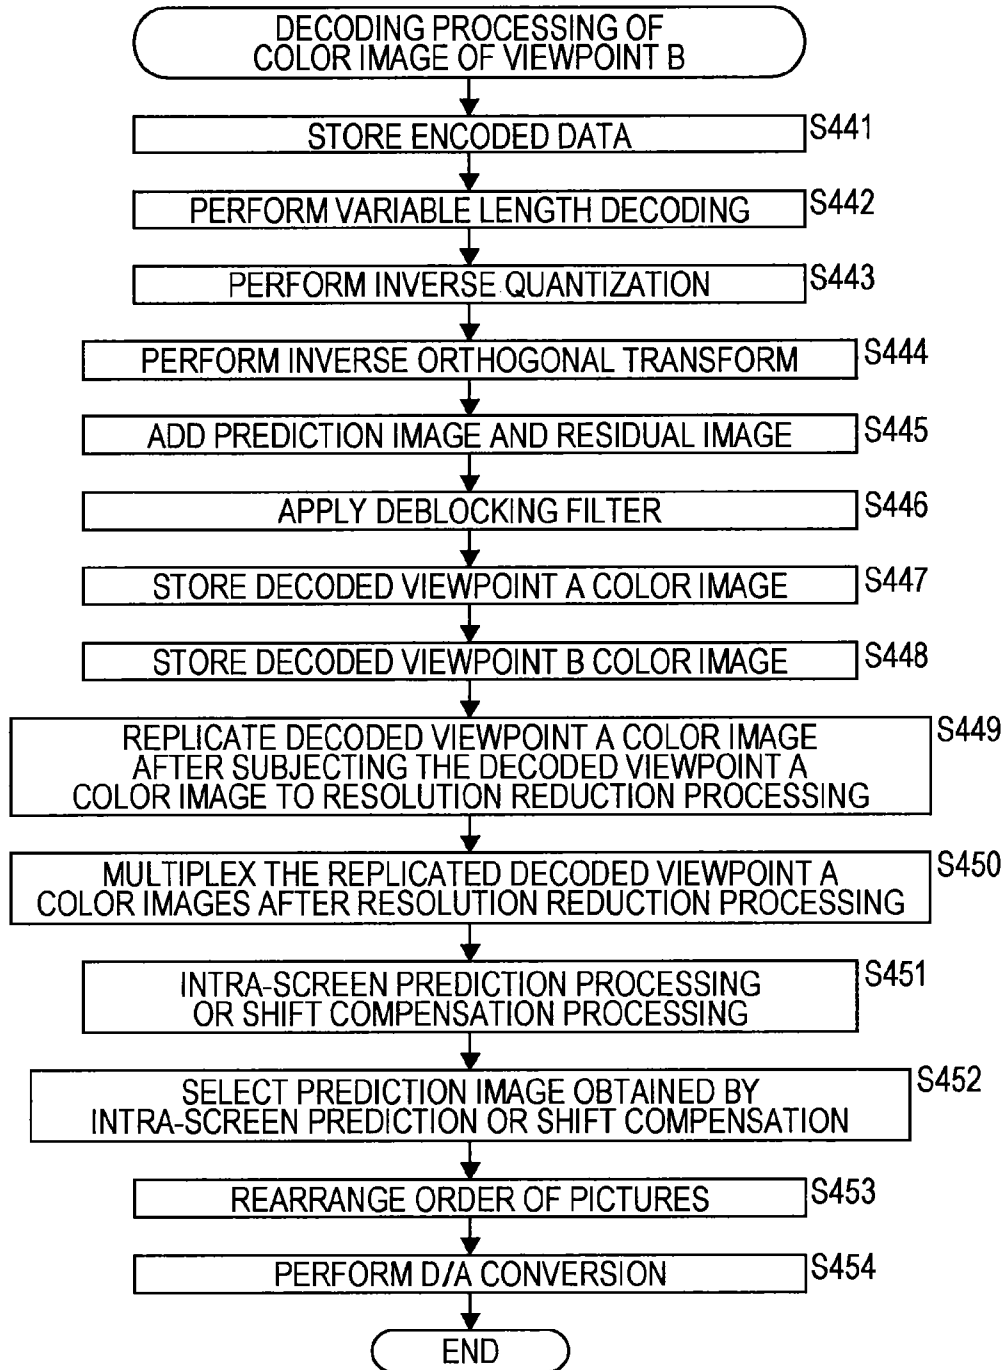 DECODING PROCESSING OF
COLOR IMAGE OF VIEWPOINT B
STORE ENCODED DATA
S441
PERFORM VARIABLE LENGTH DECODING
S442
PERFORM INVERSE QUANTIZATION
S443
PERFORM INVERSE ORTHOGONAL TRANSFORM
S444
ADD PREDICTION IMAGE AND RESIDUAL IMAGE
S445
APPLY DEBLOCKING FILTER
S446
STORE DECODED VIEWPOINT A COLOR IMAGE
S447
STORE DECODED VIEWPOINT B COLOR IMAGE
S448
REPLICATE DECODED VIEWPOINT A COLOR IMAGE
AFTER SUBJECTING THE DECODED VIEWPOINT A
COLOR IMAGE TO RESOLUTION REDUCTION PROCESSING
S449
MULTIPLEX THE REPLICATED DECODED VIEWPOINT A
COLOR IMAGES AFTER RESOLUTION REDUCTION PROCESSING
S450
INTRA-SCREEN PREDICTION PROCESSING
OR SHIFT COMPENSATION PROCESSING
S451
SELECT PREDICTION IMAGE OBTAINED BY
INTRA-SCREEN PREDICTION OR SHIFT COMPENSATION
S452
REARRANGE ORDER OF PICTURES
S453
PERFORM D/A CONVERSION
S454
END